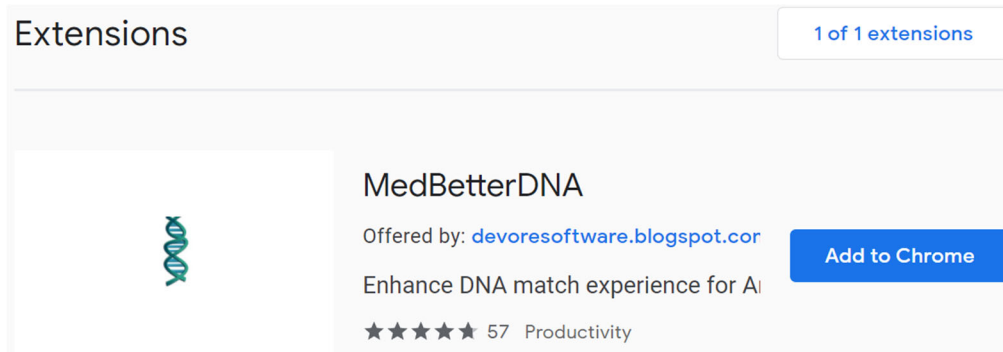 Extensions
1 of 1 extensions
MedBetterDNA
Offered by: devoresoftware.blogspot.cor
Add to Chrome
Enhance DNA match experience for
57 Productivity